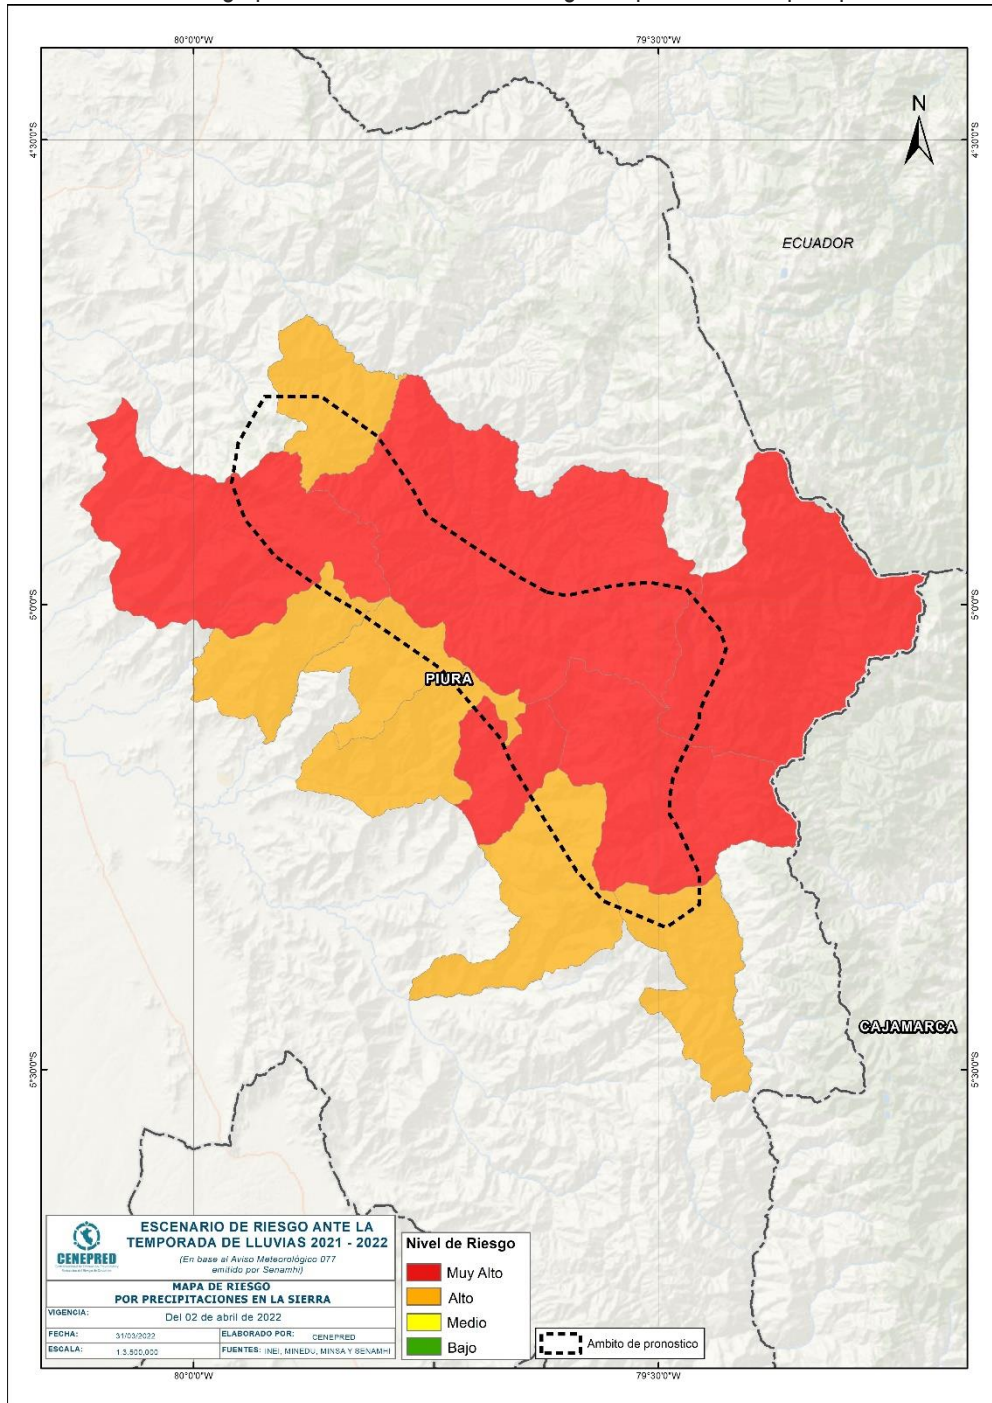 80°0'0"W
79°30'0"W
N
4°30'0"S
4°30'0"S
ECUADOR
5°0'0"S
5°0'0"S
PIURA
CAJAMARCA
5°30'0"S
5°30'0"S
CENEPRED
ESCENARIO DE RIESGO ANTE LA
TEMPORADA DE LLUVIAS 2021 - 2022
(En base al Aviso Meteorológico 077
emitido por Senamhi)
MAPA DE RIESGO
POR PRECIPITACIONES EN LA SIERRA
VIGENCIA: Del 02 de abril de 2022
FECHA: 31/03/2022 ELABORADO POR: CENEPRED
ESCALA: 1:3,500,000 FUENTES: INEI, MINEDU, MINSA Y SENAMHI
Nivel de Riesgo
Muy Alto
Alto
Medio
Bajo
Ambito de pronostico
80°0'0"W
79°30'0"W